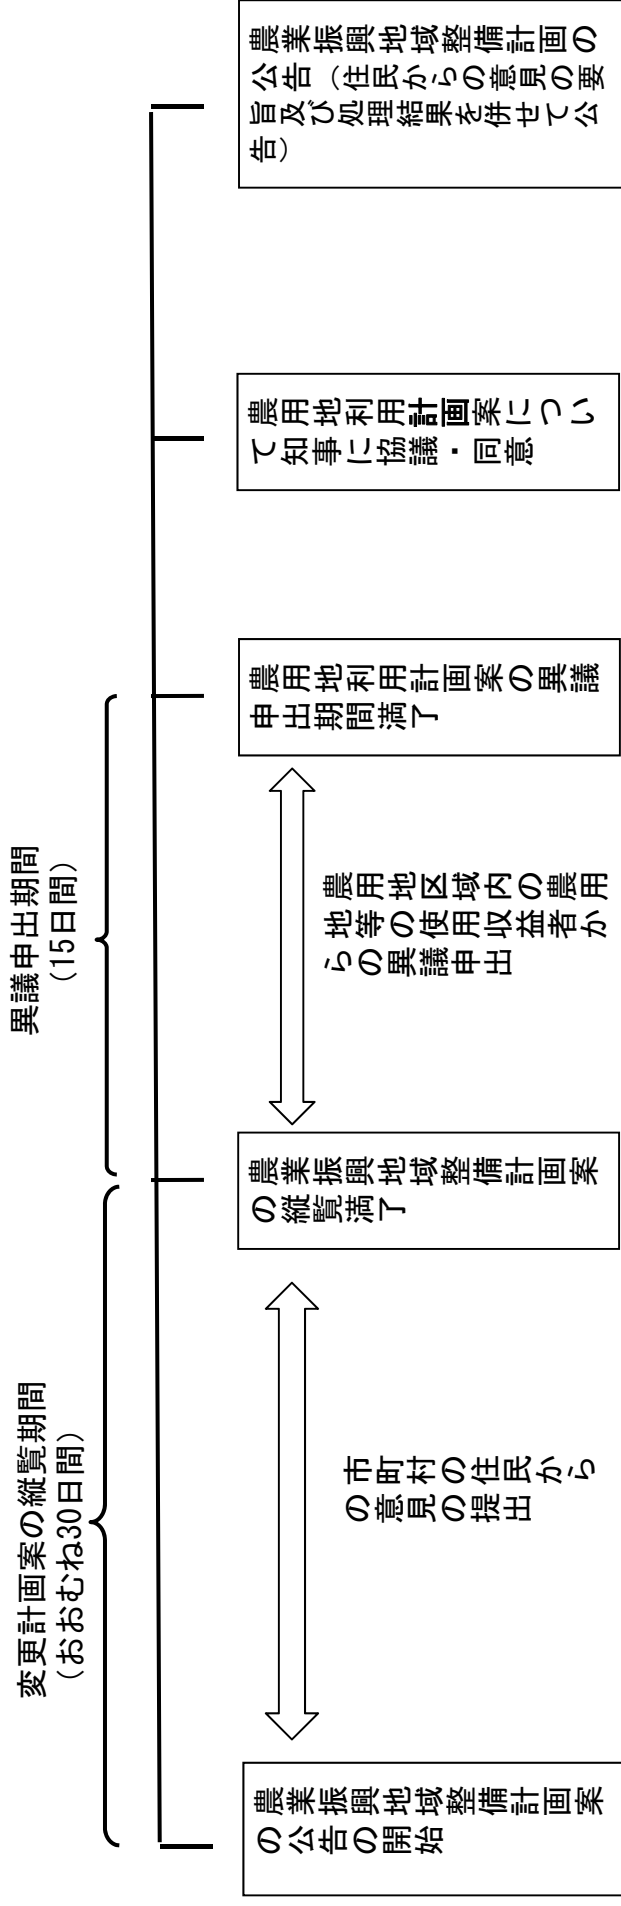 変更計画案の縦覧期間
（おおむね30日間）
異議申出期間
（15日間）
農業振興地域整備計画案
の公告の開始
市町村の住民から
の意見の提出
農業振興地域整備計画案
の縦覧満了
農用地区域内の農用
地等の使用収益者か
らの異議申出
農用地利用計画案の異議
申出期間満了
農用地利用計画案につい
て知事に協議・同意
農業振興地域整備計画の
公告（住民からの意見の要
旨及び処理結果を併せて公
告）